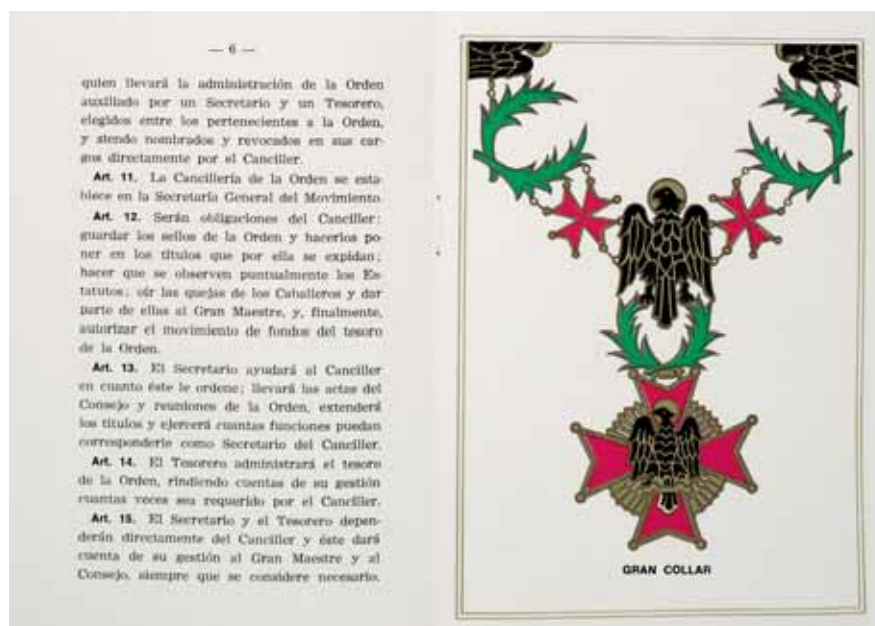 — 6 —
quien llevará la administración de la Orden
auxiliado por un Secretario y un Tesorero,
elegidos entre los pertenecientes a la Orden,
y siendo nombrados y revocados en sus car-
gos directamente por el Canciller.
Art. 11. La Cancillería de la Orden se esta-
blece en la Secretaría General del Movimiento.
Art. 12. Serán obligaciones del Canciller:
guardar los sellos de la Orden y hacerlos po-
ner en los títulos que por ella se expidan;
hacer que se observen puntualmente los Es-
tatutos; oír las quejas de los Caballeros y dar
parte de ellas al Gran Maestre, y, finalmente,
autorizar el movimiento de fondos del tesoro
de la Orden.
Art. 13. El Secretario ayudará al Canciller
en cuanto éste le ordene; llevará las actas del
Consejo y reuniones de la Orden, extenderá
los títulos y ejercerá cuantas funciones puedan
corresponderle como Secretario del Canciller.
Art. 14. El Tesorero administrará el tesoro
de la Orden, rindiendo cuentas de su gestión
cuantas veces sea requerido por el Canciller.
Art. 15. El Secretario y el Tesorero depen-
derán directamente del Canciller y éste dará
cuenta de su gestión al Gran Maestre y al
Consejo, siempre que se considere necesario.
GRAN COLLAR